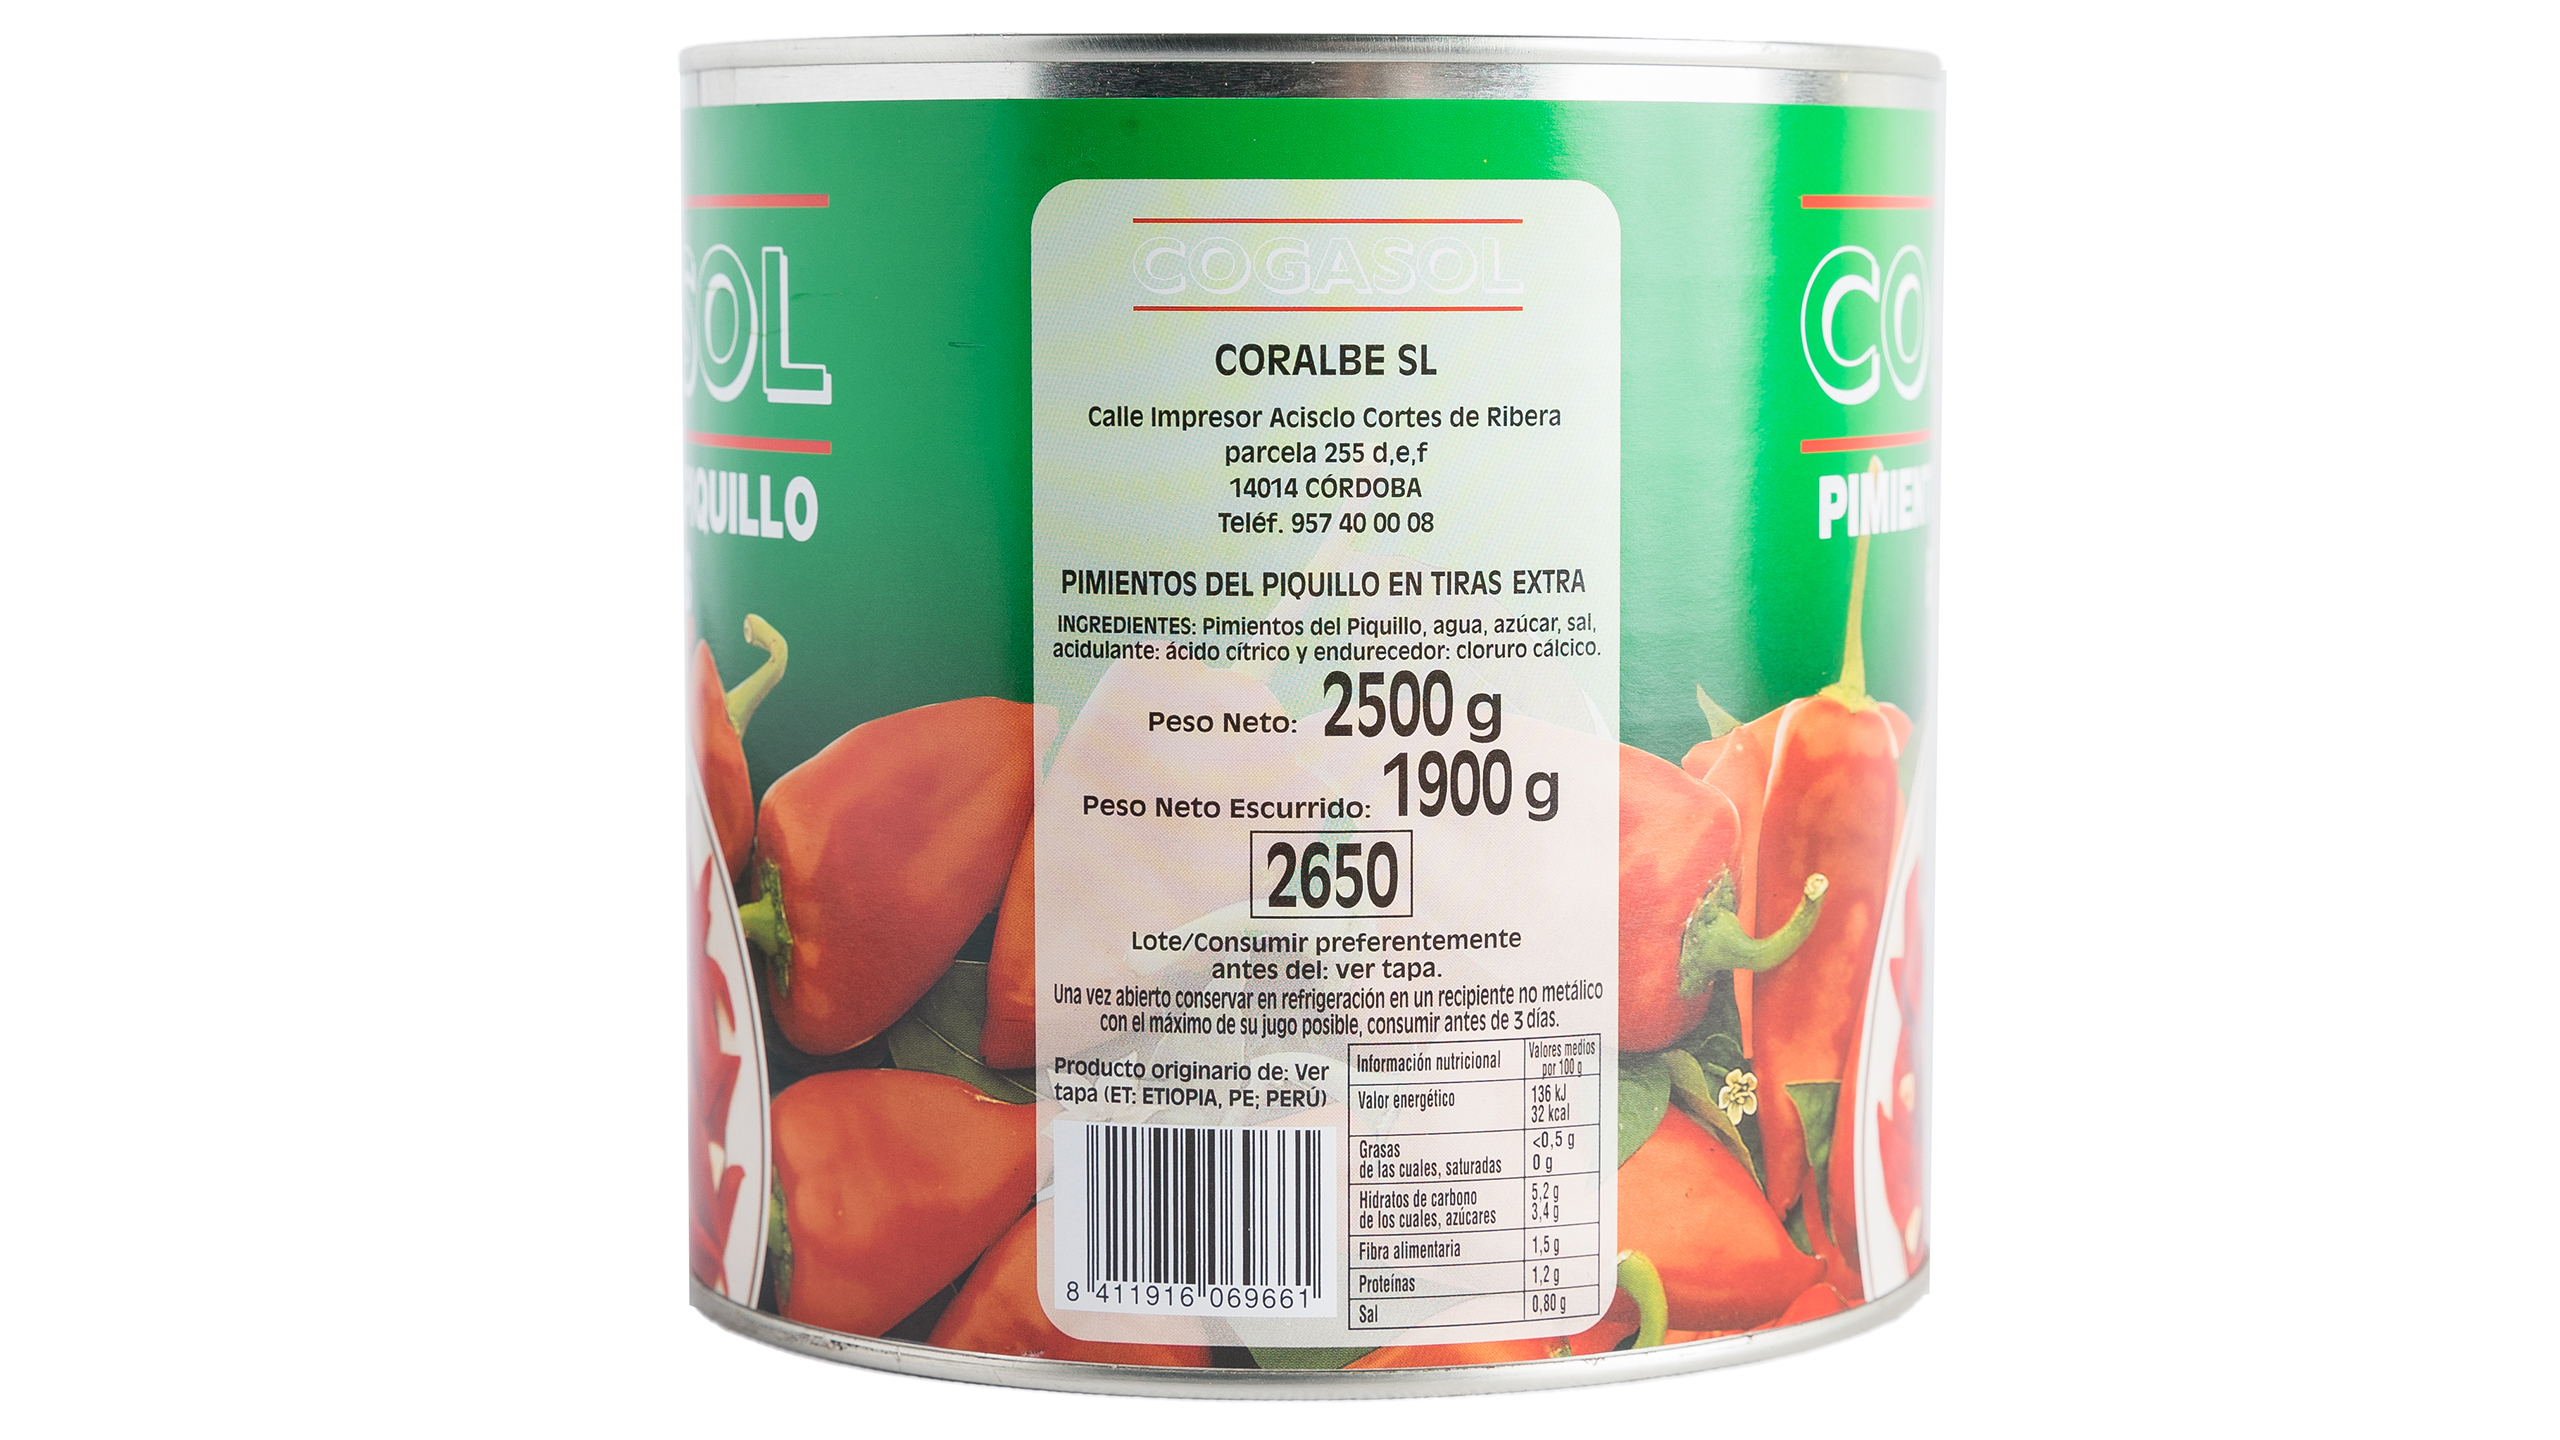 COGASOL
CORALBE SL
Calle Impresor Acisclo Cortes de Ribera
parcela 255 d,e,f
14014 CÓRDOBA
Teléf. 957 40 00 08
PIMIENTOS DEL PIQUILLO EN TIRAS EXTRA
INGREDIENTES: Pimientos del Piquillo, agua, azúcar, sal,
acidulante: ácido cítrico y endurecedor: cloruro cálcico.
Peso Neto: 2500 g
Peso Neto Escurrido: 1900 g
2650
Lote/Consumir preferentemente
antes del: ver tapa.
Una vez abierto conservar en refrigeración en un recipiente no metálico
con el máximo de su jugo posible, consumir antes de 3 días.
Producto originario de: Ver
tapa (ET: ETIOPIA, PE; PERÚ)
8 411916 069661
Información nutricional Valores medios
por 100 g
Valor energético 136 kJ
32 kcal
Grasas <0,5 g
de las cuales, saturadas 0 g
Hidratos de carbono 5,2 g
de los cuales, azúcares 3,4 g
Fibra alimentaria 1,5 g
Proteínas 1,2 g
Sal 0,80 g
SOL
PIQUILLO
CO
PIMIEN